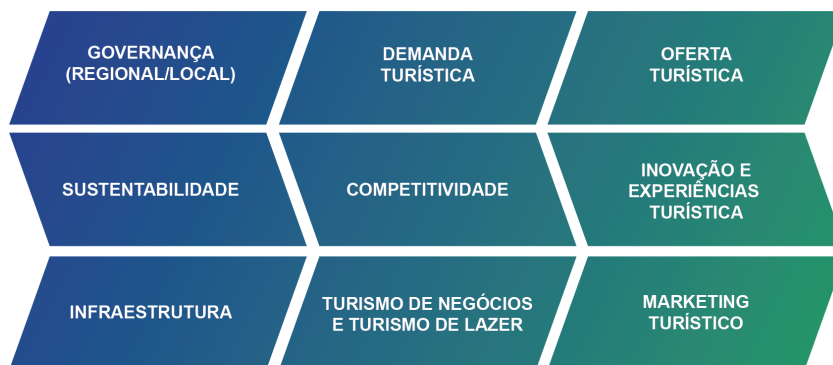 GOVERNANÇA
(REGIONAL/LOCAL)
DEMANDA
TURÍSTICA
OFERTA
TURÍSTICA
SUSTENTABILIDADE
COMPETITIVIDADE
INOVAÇÃO E
EXPERIÊNCIAS
TURÍSTICA
INFRAESTRUTURA
TURISMO DE NEGÓCIOS
E TURISMO DE LAZER
MARKETING
TURÍSTICO